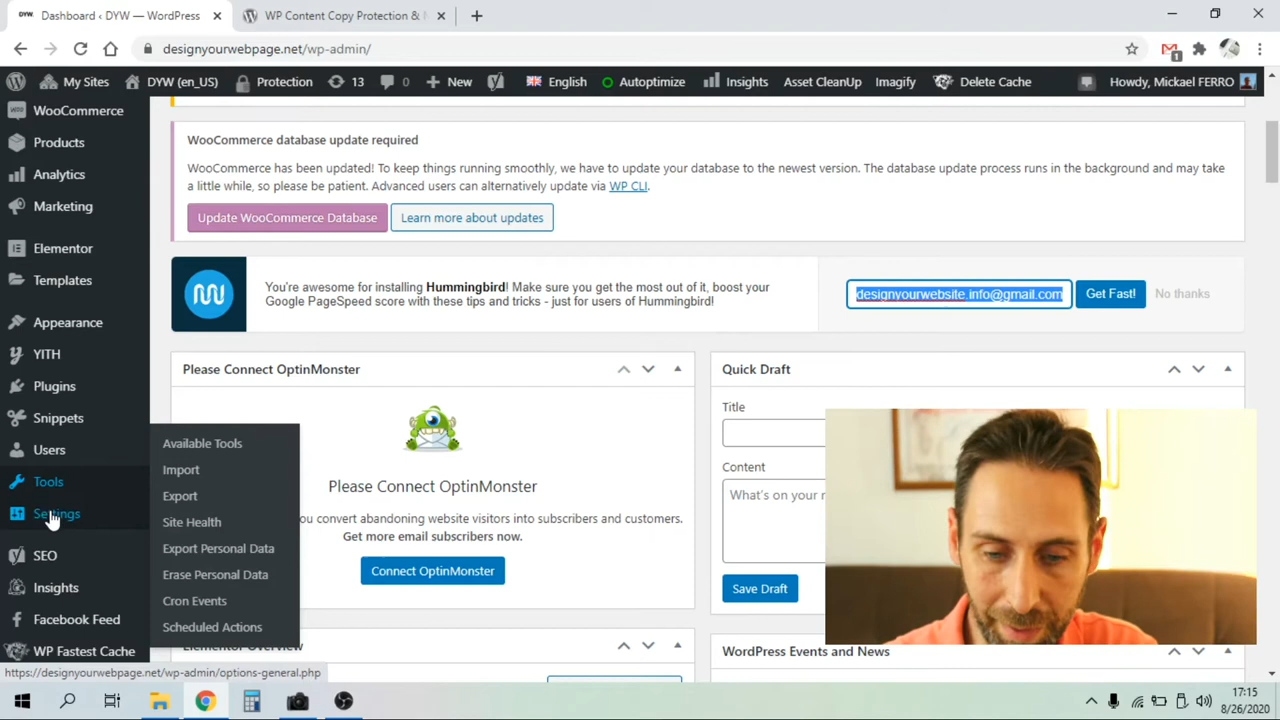 Dashboard ‹ DYW — WordPress
WP Content Copy Protection &
designyourwebpage.net/wp-admin/
1
My Sites
DYW (en_US)
Protection
13
0
New
English
Autoptimize
Insights
Asset CleanUp
Imagify
Delete Cache
Howdy, Mickael FERRO
WooCommerce
Products
Analytics
Marketing
Elementor
Templates
Appearance
YITH
Plugins
Snippets
Users
Tools
Settings
SEO
Insights
Facebook Feed
WP Fastest Cache
Available Tools
Import
Export
Site Health
Export Personal Data
Erase Personal Data
Cron Events
Scheduled Actions
WooCommerce database update required
WooCommerce has been updated! To keep things running smoothly, we have to update your database to the newest version. The database update process runs in the background and may take
a little while, so please be patient. Advanced users can alternatively update via WP CLI.
Update WooCommerce Database
Learn more about updates
You're awesome for installing Hummingbird! Make sure you get the most out of it, boost your
Google PageSpeed score with these tips and tricks - just for users of Hummingbird!
designyourwebsite.info@gmail.com
Get Fast!
No thanks
Please Connect OptinMonster
Please Connect OptinMonster
you convert abandoning website visitors into subscribers and customers.
Get more email subscribers now.
Connect OptinMonster
Quick Draft
Title
Content
What's on your
Save Draft
Elementor Overview
WordPress Events and News
https://designyourwebpage.net/wp-admin/options-general.php
17:15
8/26/2020